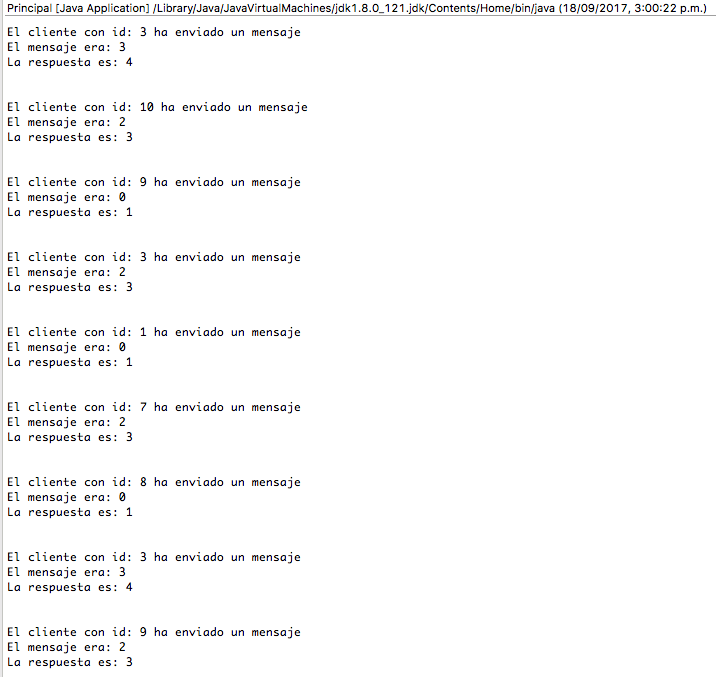 Principal [Java Application] /Library/Java/JavaVirtualMachines/jdk1.8.0_121.jdk/Contents/Home/bin/java (18/09/2017, 3:00:22 p.m.)
El cliente con id: 3 ha enviado un mensaje
El mensaje era: 3
La respuesta es: 4
El cliente con id: 10 ha enviado un mensaje
El mensaje era: 2
La respuesta es: 3
El cliente con id: 9 ha enviado un mensaje
El mensaje era: 0
La respuesta es: 1
El cliente con id: 3 ha enviado un mensaje
El mensaje era: 2
La respuesta es: 3
El cliente con id: 1 ha enviado un mensaje
El mensaje era: 0
La respuesta es: 1
El cliente con id: 7 ha enviado un mensaje
El mensaje era: 2
La respuesta es: 3
El cliente con id: 8 ha enviado un mensaje
El mensaje era: 0
La respuesta es: 1
El cliente con id: 3 ha enviado un mensaje
El mensaje era: 3
La respuesta es: 4
El cliente con id: 9 ha enviado un mensaje
El mensaje era: 2
La respuesta es: 3